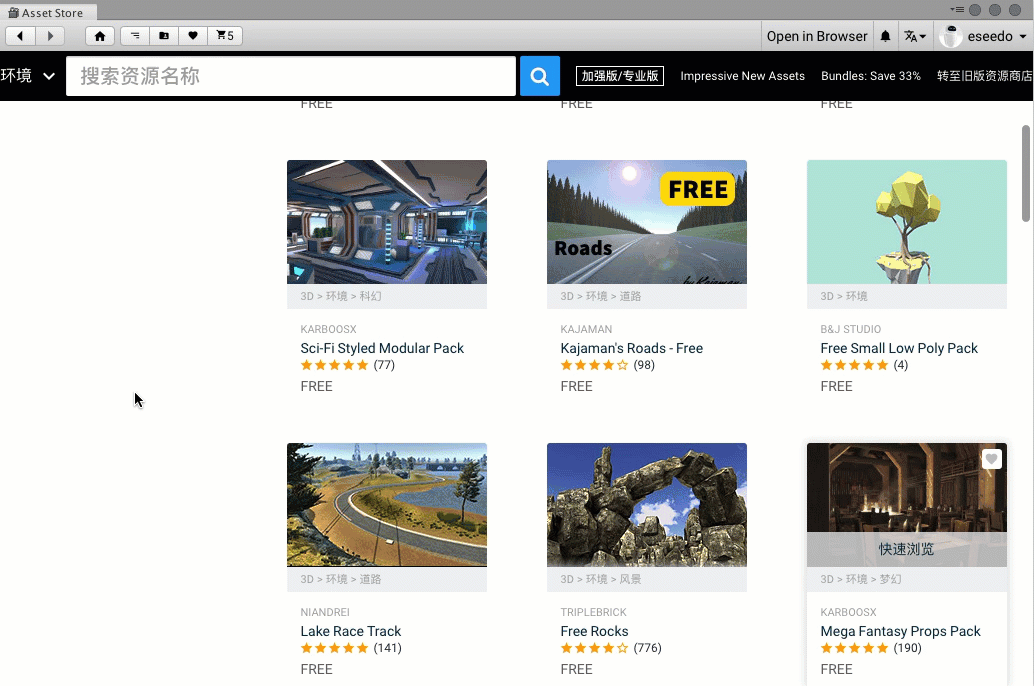 Asset Store
5
Open in Browser
eseedo
环境
搜索资源名称
加强版/专业版
Impressive New Assets
Bundles: Save 33%
转至旧版资源商店
FREE
FREE
FREE
FREE
Roads
by Kajaman
3D > 环境 > 科幻
3D > 环境 > 道路
3D > 环境
KARBOOSX
KAJAMAN
B&J STUDIO
Sci-Fi Styled Modular Pack
Kajaman's Roads - Free
Free Small Low Poly Pack
(77)
(98)
(4)
FREE
FREE
FREE
快速浏览
3D > 环境 > 道路
3D > 环境 > 风景
3D > 环境 > 梦幻
NIANDREI
TRIPLEBRICK
KARBOOSX
Lake Race Track
Free Rocks
Mega Fantasy Props Pack
(141)
(776)
(190)
FREE
FREE
FREE